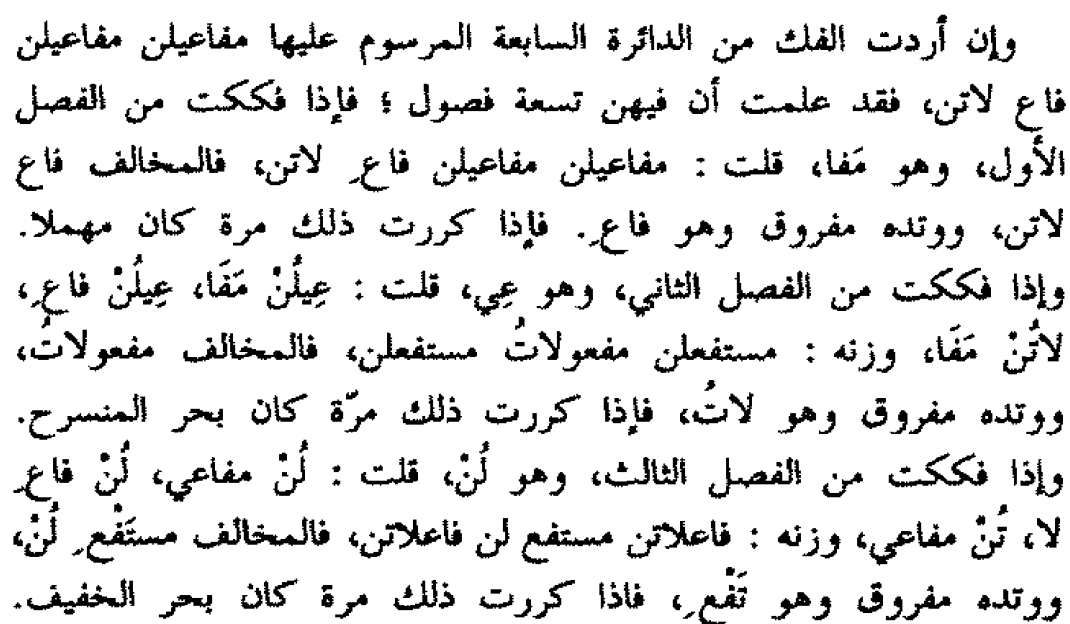 وإن أردت الفك من الدائرة السابعة المرسوم عليها مفاعيلن مفاعيلن
فاع لاتن، فقد علمت أن فيهن تسعة فصول ؛ فإذا فككت من الفصل
الأول، وهو مَفا، قلت : مفاعيلن مفاعيلن فاعِ لاتن، فالمخالف فاع
لاتن، ووتده مفروق وهو فاعِ. فإذا كررت ذلك مرة كان مهملا.
وإذا فككت من الفصل الثاني، وهو عِي، قلت : عِيلُنْ مَفَا، عِيلُنْ فاعِ،
لاتُنْ مَفَا، وزنه : مستفعلن مفعولاتُ مستفعلن، فالمخالف مفعولاتُ،
ووتده مفروق وهو لاتُ، فإذا كررت ذلك مرّة كان بحر المنسرح.
وإذا فككت من الفصل الثالث، وهو لُنْ، قلت : لُنْ مفاعي، لُنْ فاعِ
لا، تُنْ مفاعي، وزنه : فاعلاتن مستفع لن فاعلاتن، فالمخالف مستَفْعِ لُنْ،
ووتده مفروق وهو تَفْعِ، فاذا كررت ذلك مرة كان بحر الخفيف.